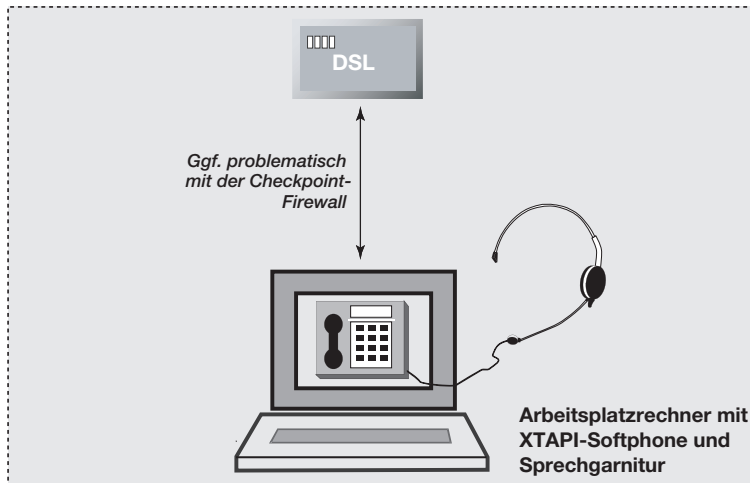 DSL
Ggf. problematisch
mit der Checkpoint-
Firewall
Arbeitsplatzrechner mit
XTAPI-Softphone und
Sprechgarnitur